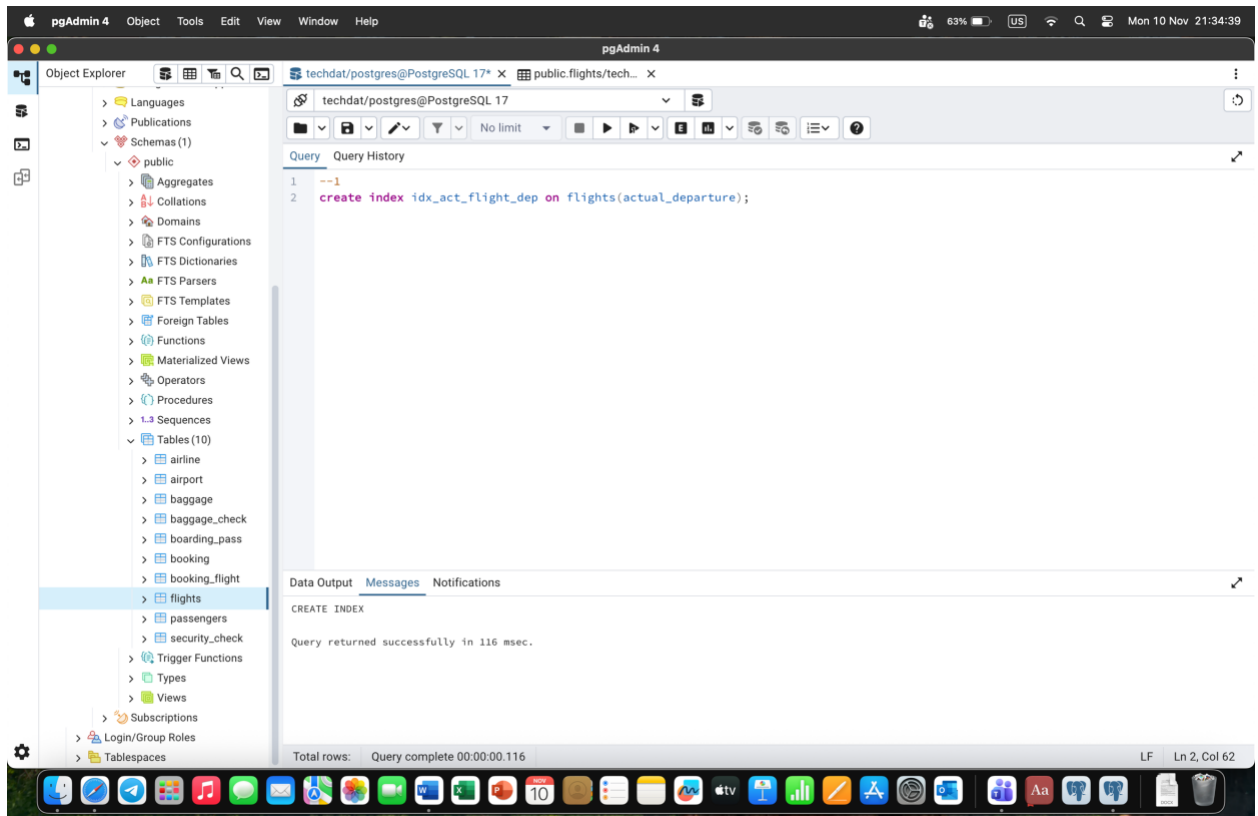 pgAdmin 4 Object Tools Edit View Window Help 63% US Mon 10 Nov 21:34:39
pgAdmin 4
Object Explorer
techdat/postgres@PostgreSQL 17* public.flights/tech...
Languages
Publications
Schemas (1)
public
Aggregates
Collations
Domains
FTS Configurations
FTS Dictionaries
Aa FTS Parsers
FTS Templates
Foreign Tables
Functions
Materialized Views
Operators
Procedures
1..3 Sequences
Tables (10)
airline
airport
baggage
baggage_check
boarding_pass
booking
booking_flight
flights
passengers
security_check
Trigger Functions
Types
Views
Subscriptions
Login/Group Roles
Tablespaces
techdat/postgres@PostgreSQL 17
No limit E
Query Query History
1 --1
2 create index idx_act_flight_dep on flights(actual_departure);
Data Output Messages Notifications
CREATE INDEX
Query returned successfully in 116 msec.
Total rows: Query complete 00:00:00.116 LF Ln 2, Col 62
NOV
10
tv
Aa
DOCX